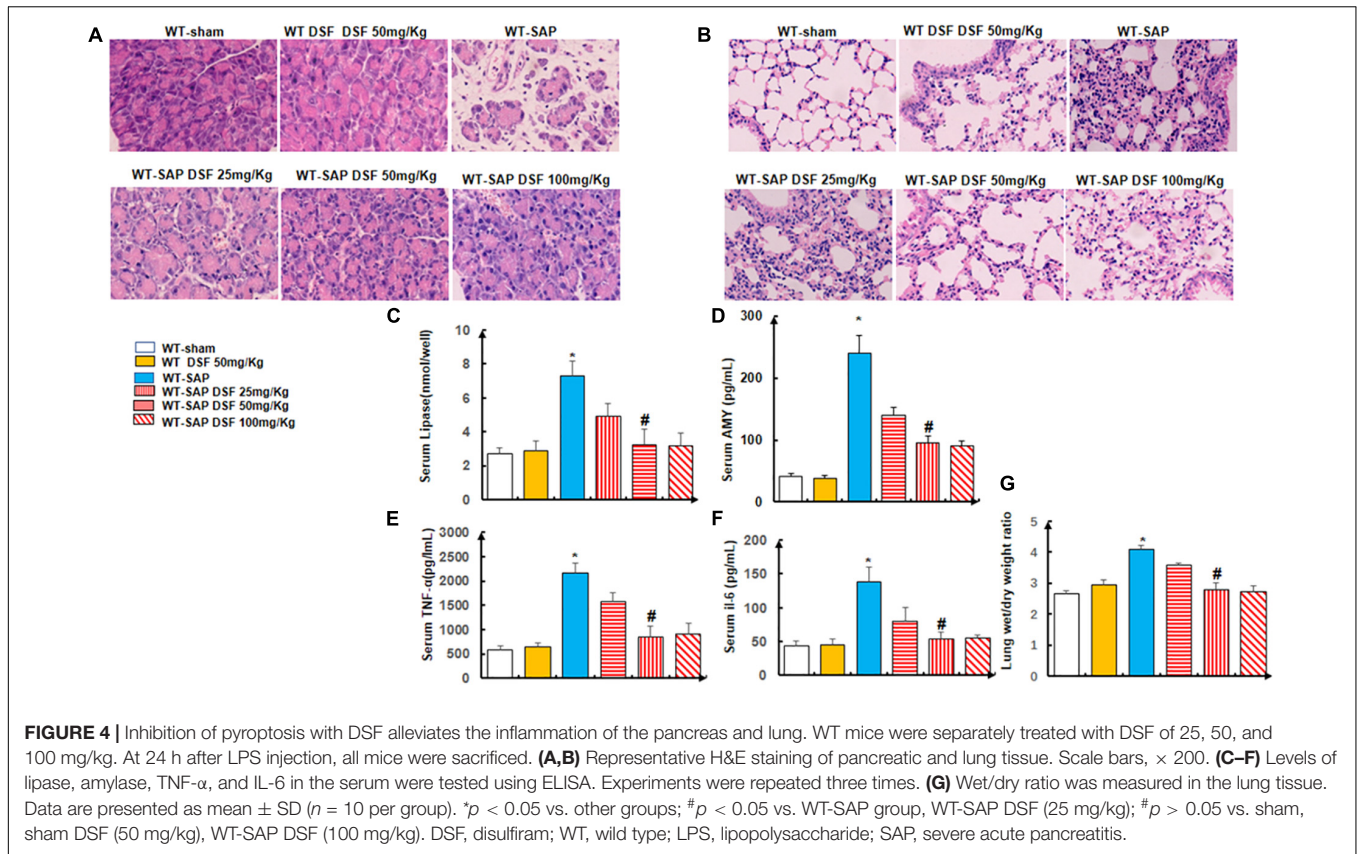 A
WT-sham
WT DSF DSF 50mg/Kg
WT-SAP
WT-SAP DSF 25mg/Kg
WT-SAP DSF 50mg/Kg
WT-SAP DSF 100mg/Kg
B
WT-sham
WT DSF DSF 50mg/Kg
WT-SAP
WT-SAP DSF 25mg/Kg
WT-SAP DSF 50mg/Kg
WT-SAP DSF 100mg/Kg
WT-sham
WT DSF 50mg/Kg
WT-SAP
WT-SAP DSF 25mg/Kg
WT-SAP DSF 50mg/Kg
WT-SAP DSF 100mg/Kg
C
Serum Lipase(nmol/well)
10
8
6
4
2
0
*
#
D
Serum AMY (pg/mL)
300
200
100
0
*
#
E
Serum TNF-α(pg/lmL)
3000
2500
2000
1500
1000
500
0
*
#
F
Serum il-6 (pg/mL)
200
150
100
50
0
*
#
G
Lung wet/dry weight ratio
5
4
3
2
1
0
*
#
FIGURE 4 | Inhibition of pyroptosis with DSF alleviates the inflammation of the pancreas and lung. WT mice were separately treated with DSF of 25, 50, and
100 mg/kg. At 24 h after LPS injection, all mice were sacrificed. (A,B) Representative H&E staining of pancreatic and lung tissue. Scale bars, × 200. (C–F) Levels of
lipase, amylase, TNF-α, and IL-6 in the serum were tested using ELISA. Experiments were repeated three times. (G) Wet/dry ratio was measured in the lung tissue.
Data are presented as mean ± SD (n = 10 per group). *p < 0.05 vs. other groups; #p < 0.05 vs. WT-SAP group, WT-SAP DSF (25 mg/kg); #p > 0.05 vs. sham,
sham DSF (50 mg/kg), WT-SAP DSF (100 mg/kg). DSF, disulfiram; WT, wild type; LPS, lipopolysaccharide; SAP, severe acute pancreatitis.